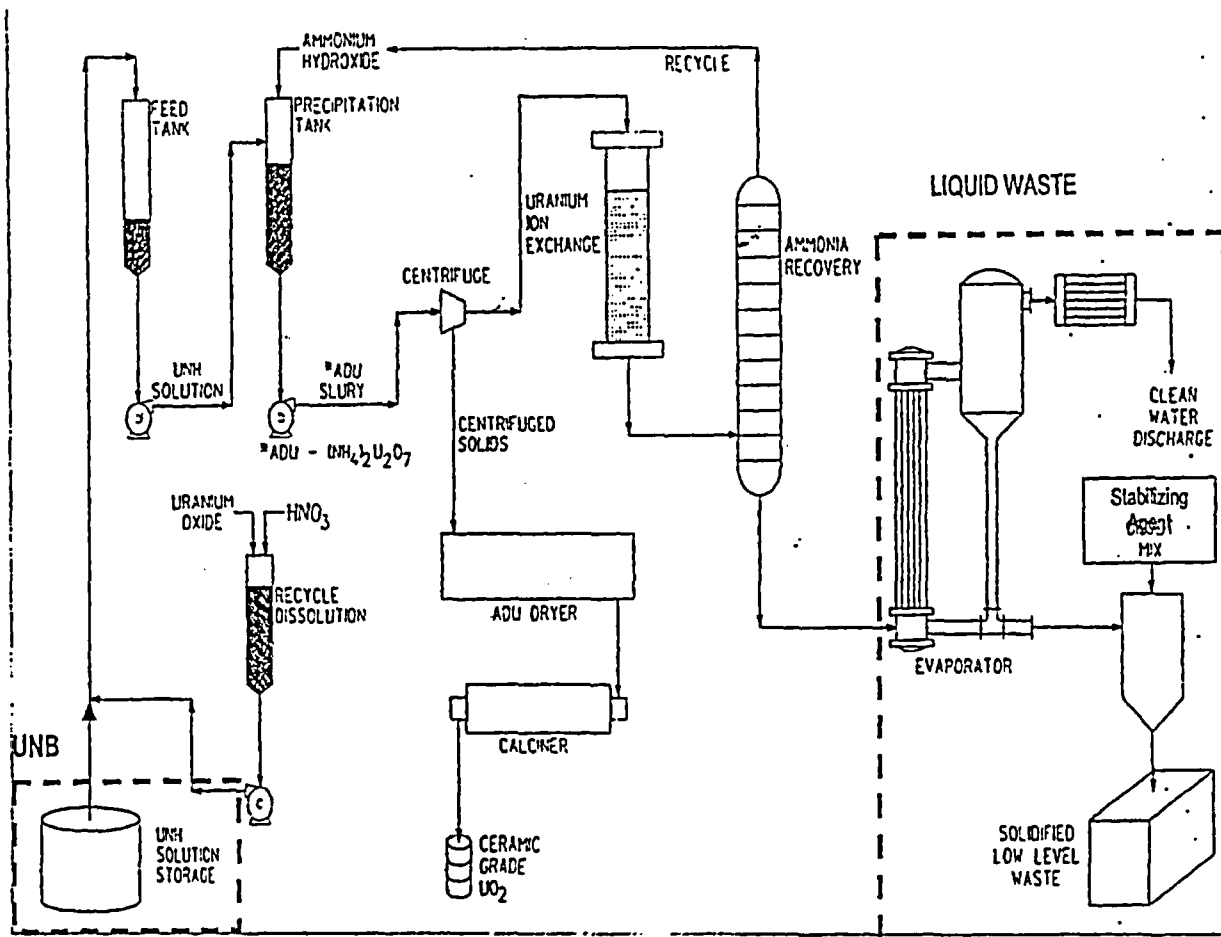 AMMONIUM
HYDROXIDE
RECYCLE
FEED
TANK
PRECIPITATION
TANK
LIQUID WASTE
URANIUM
ION
EXCHANGE
AMMONIA
RECOVERY
CENTRIFUGE
UNH
SOLUTION
*ADU
SLURY
CENTRIFUGED
SOLIDS
*ADU - (NH4)2U2O7
CLEAN
WATER
DISCHARGE
URANIUM
OXIDE
HNO3
Stabilizing
Agent
MIX
RECYCLE
DISSOLUTION
ADU DRYER
EVAPORATOR
UNB
CALCINER
UNH
SOLUTION
STORAGE
CERAMIC
GRADE
UO2
SOLIDIFIED
LOW LEVEL
WASTE